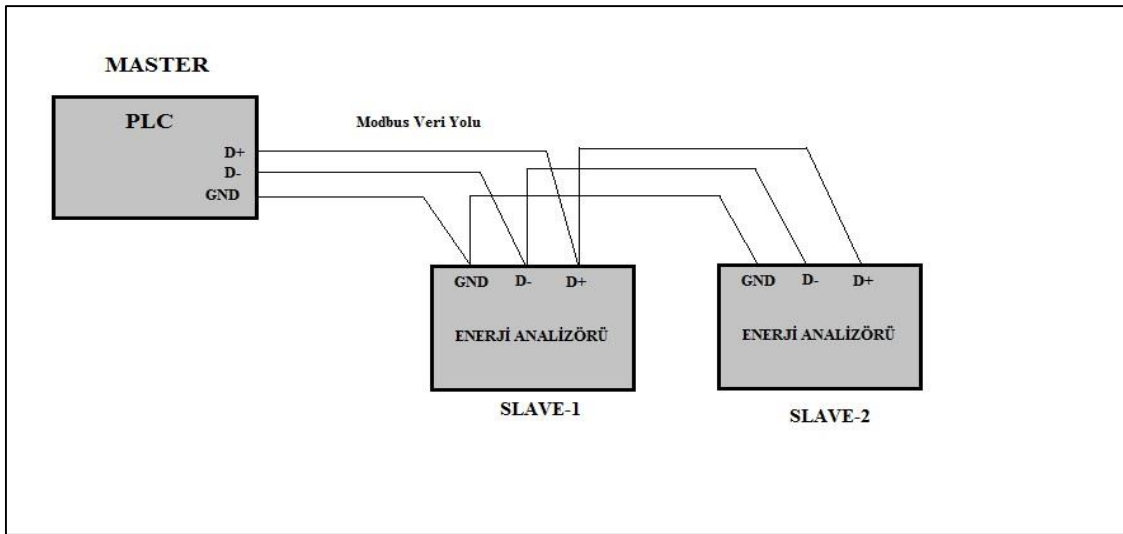 MASTER
PLC
Modbus Veri Yolu
D+
D-
GND
GND D- D+
ENERJİ ANALİZÖRÜ
SLAVE-1
GND D- D+
ENERJİ ANALİZÖRÜ
SLAVE-2